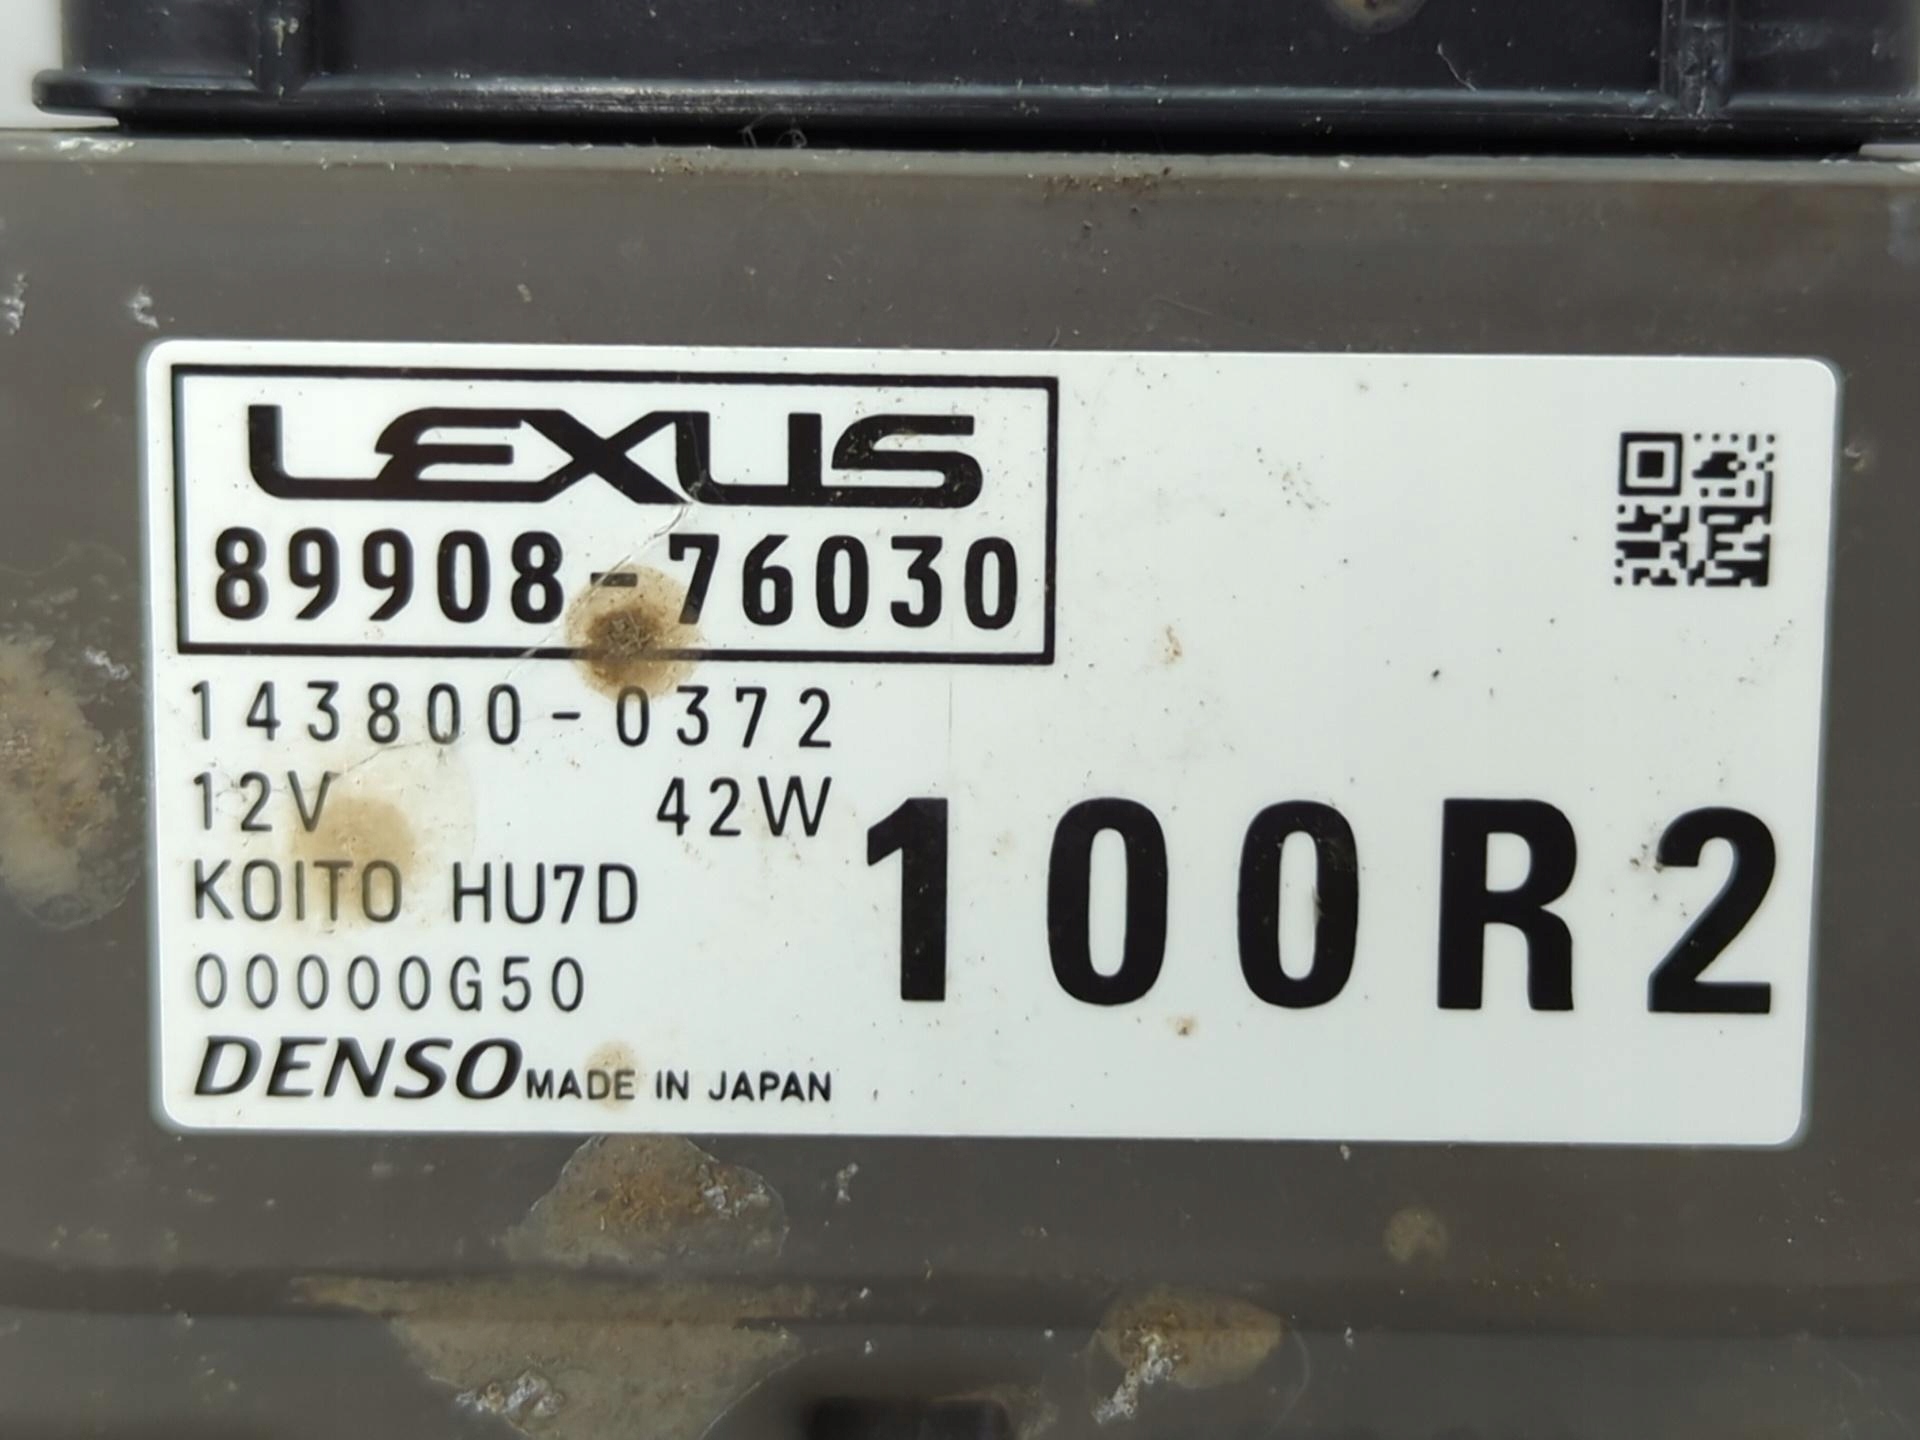 LEXUS
89908-76030
143800-0372
12V 42W
KOITO HU7D
100R2
00000G50
DENSO MADE IN JAPAN